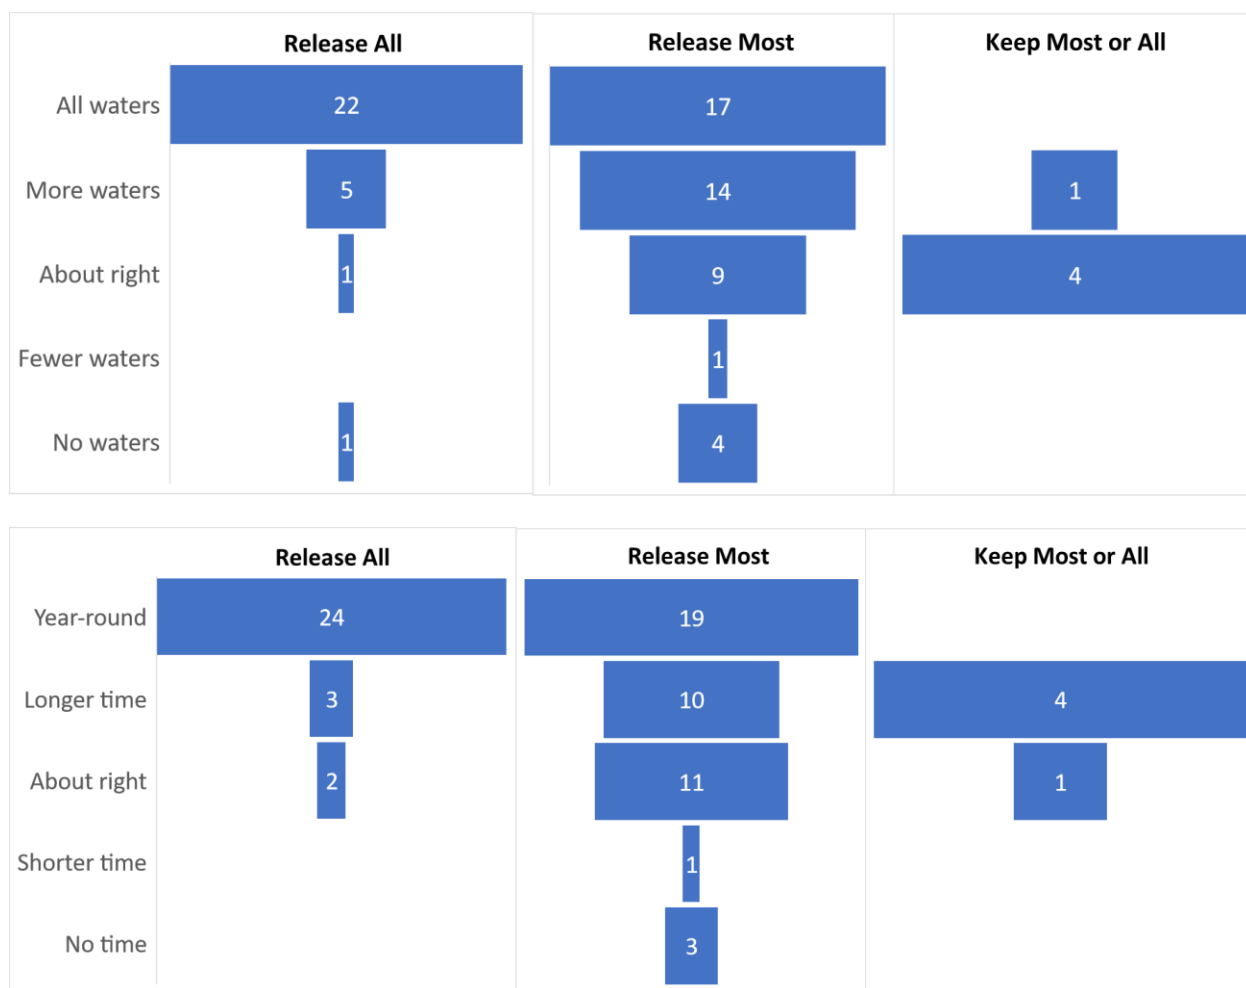 Release All Release Most Keep Most or All
All waters 22 17
More waters 5 14 1
About right 1 9 4
Fewer waters 1
No waters 1 4
Release All Release Most Keep Most or All
Year-round 24 19
Longer time 3 10 4
About right 2 11 1
Shorter time 1
No time 3